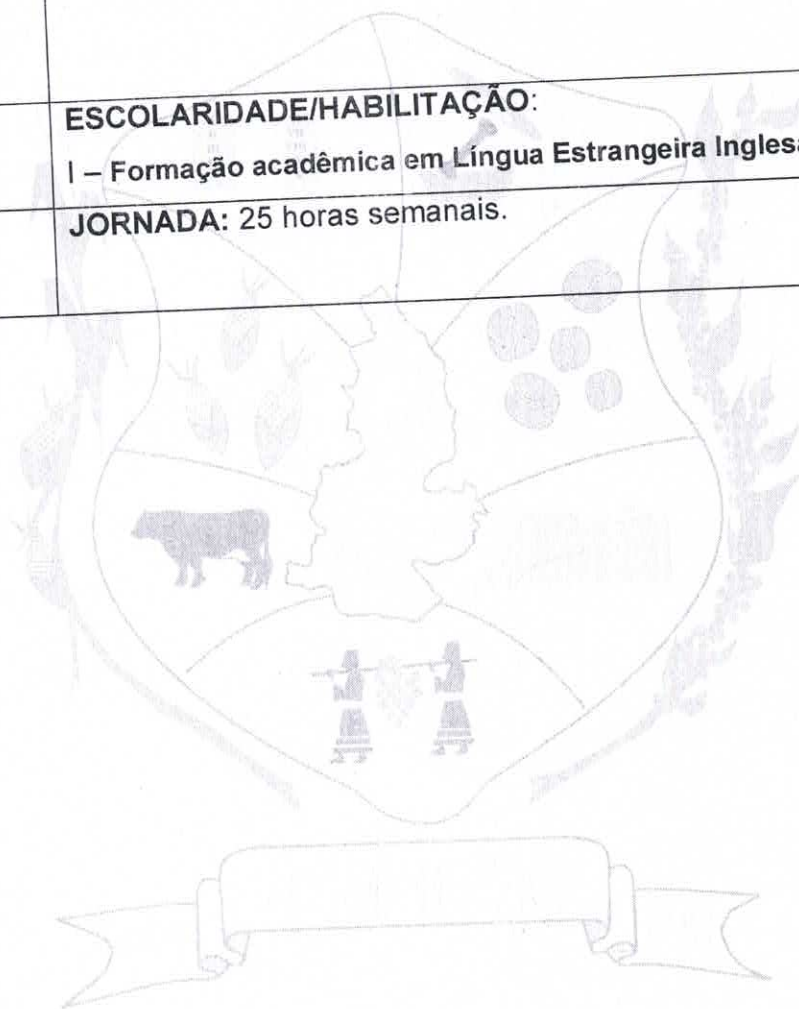 ESCOLARIDADE/HABILITAÇÃO:
I – Formação acadêmica em Língua Estrangeira Inglesa
JORNADA: 25 horas semanais.